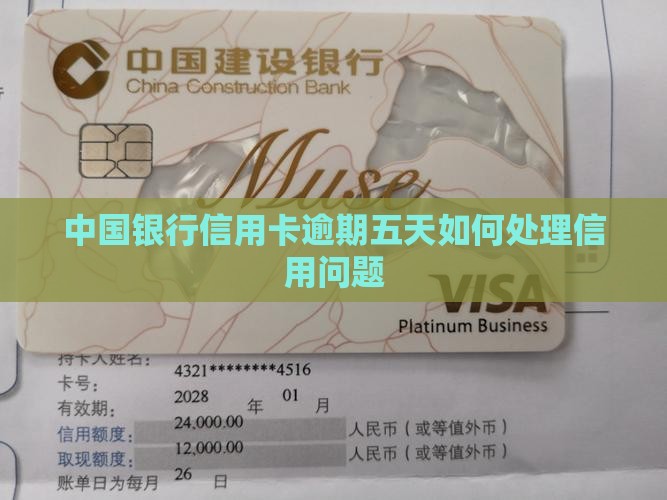 中国建设银行
China Construction Bank
Muse
中国银行信用卡逾期五天如何处理信
用问题
VISA
Platinum Business
持卡人姓名:
卡号: 4321********4516
有效期: 2028 年 01 月
信用额度: 24,000.00 人民币(或等值外币)
取现额度: 12,000.00 人民币(或等值外币)
账单日为每月 26 日